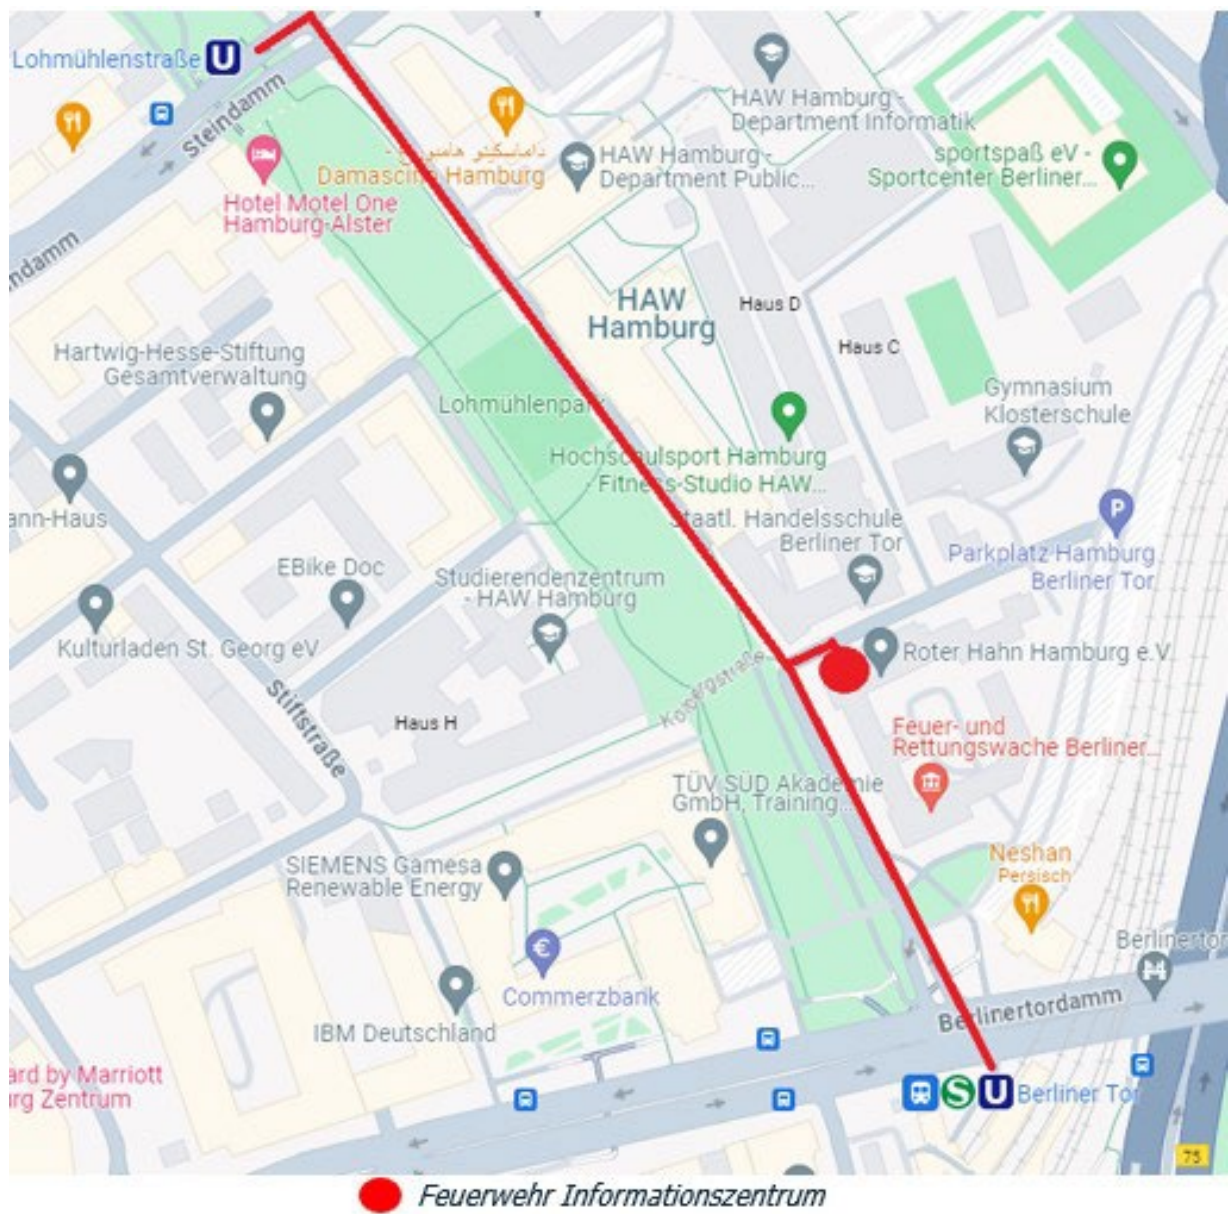 Lohmühlenstraße U
Steindamm
HAW Hamburg -
Department Informatik
sportspaß eV -
Sportcenter Berliner...
Damascino Hamburg
HAW Hamburg -
Department Public...
Hotel Motel One
Hamburg-Alster
ndamm
HAW
Hamburg
Haus D
Haus C
Hartwig-Hesse-Stiftung
Gesamtverwaltung
Gymnasium
Klosterschule
Lohmühlenpark
Hochschulsport Hamburg
- Fitness-Studio HAW...
ann-Haus
Staatl. Handelsschule
Berliner Tor
P
Parkplatz Hamburg
Berliner Tor
EBike Doc
Studierendenzentrum
- HAW Hamburg
Kulturladen St. Georg eV
Roter Hahn Hamburg e.V
Kolbergstraße
Stiftstraße
Haus H
Feuer- und
Rettungswache Berliner...
TÜV SÜD Akademie
GmbH, Training...
SIEMENS Gamesa
Renewable Energy
Neshan
Persisch
€
Commerzbank
Berlinertor
IBM Deutschland
Berlinertordamm
ard by Marriott
rg Zentrum
S U Berliner Tor
75
Feuerwehr Informationszentrum